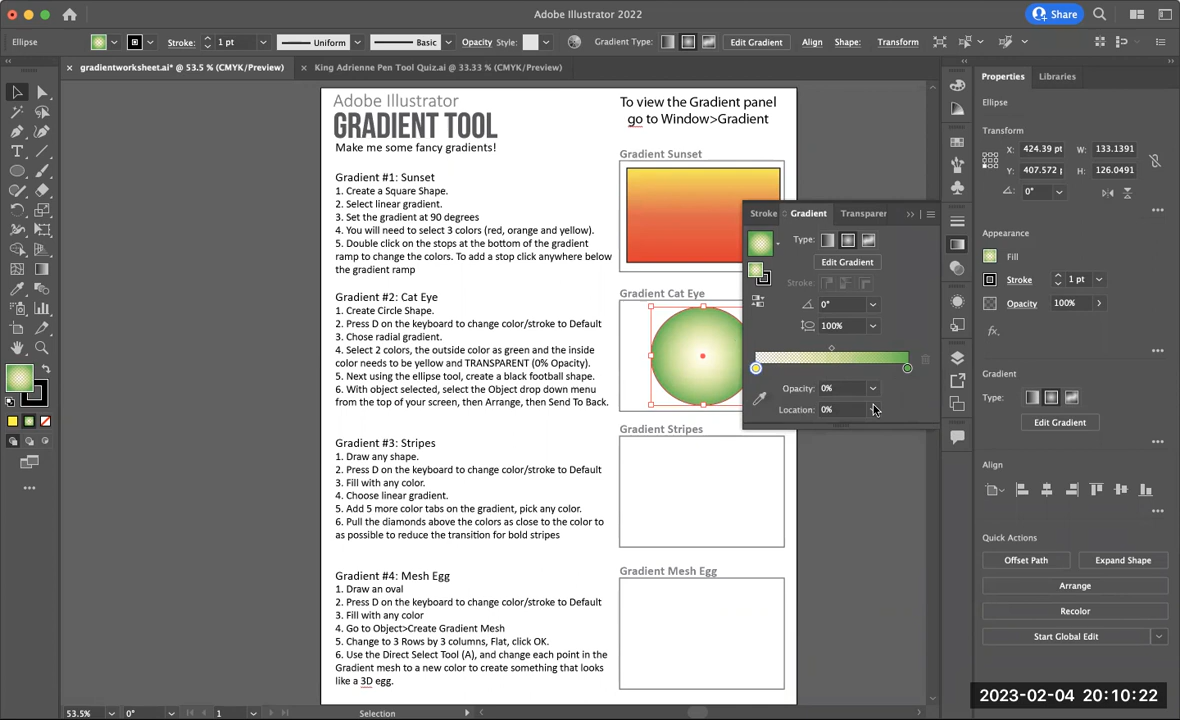 Adobe Illustrator 2022
Share
Ellipse
Stroke:
1 pt
Uniform
Basic
Opacity
Style:
Gradient Type:
Edit Gradient
Align
Shape:
Transform
gradientworksheet.ai* @ 53.5 % (CMYK/Preview)
King Adrienne Pen Tool Quiz.ai @ 33.33 % (CMYK/Preview)
Adobe Illustrator
GRADIENT TOOL
Make me some fancy gradients!
To view the Gradient panel
go to Window>Gradient
Gradient #1: Sunset
1. Create a Square Shape.
2. Select linear gradient.
3. Set the gradient at 90 degrees
4. You will need to select 3 colors (red, orange and yellow).
5. Double click on the stops at the bottom of the gradient
ramp to change the colors. To add a stop click anywhere below
the gradient ramp
Gradient #2: Cat Eye
1. Create Circle Shape.
2. Press D on the keyboard to change color/stroke to Default
3. Chose radial gradient.
4. Select 2 colors, the outside color as green and the inside
color needs to be yellow and TRANSPARENT (0% Opacity).
5. Next using the ellipse tool, create a black football shape.
6. With object selected, select the Object drop down menu
from the top of your screen, then Arrange, then Send To Back.
Gradient #3: Stripes
1. Draw any shape.
2. Press D on the keyboard to change color/stroke to Default
3. Fill with any color.
4. Choose linear gradient.
5. Add 5 more color tabs on the gradient, pick any color.
6. Pull the diamonds above the colors as close to the color to
as possible to reduce the transition for bold stripes
Gradient #4: Mesh Egg
1. Draw an oval
2. Press D on the keyboard to change color/stroke to Default
3. Fill with any color
4. Go to Object>Create Gradient Mesh
5. Change to 3 Rows by 3 columns, Flat, click OK.
6. Use the Direct Select Tool (A), and change each point in the
Gradient mesh to a new color to create something that looks
like a 3D egg.
Gradient Sunset
Gradient Cat Eye
Gradient Stripes
Gradient Mesh Egg
Stroke
Gradient
Transparer
Type:
Edit Gradient
Stroke:
0°
100%
Opacity:
0%
Location:
0%
Properties
Libraries
Ellipse
Transform
X:
424.39 pt
W:
133.1391
Y:
407.572 p
H:
126.0491
0°
Appearance
Fill
Stroke
1 pt
Opacity
100%
fx.
Gradient
Type:
Edit Gradient
Align
Quick Actions
Offset Path
Expand Shape
Arrange
Recolor
Start Global Edit
2023-02-04 20:10:22
53.5%
0°
1
Selection